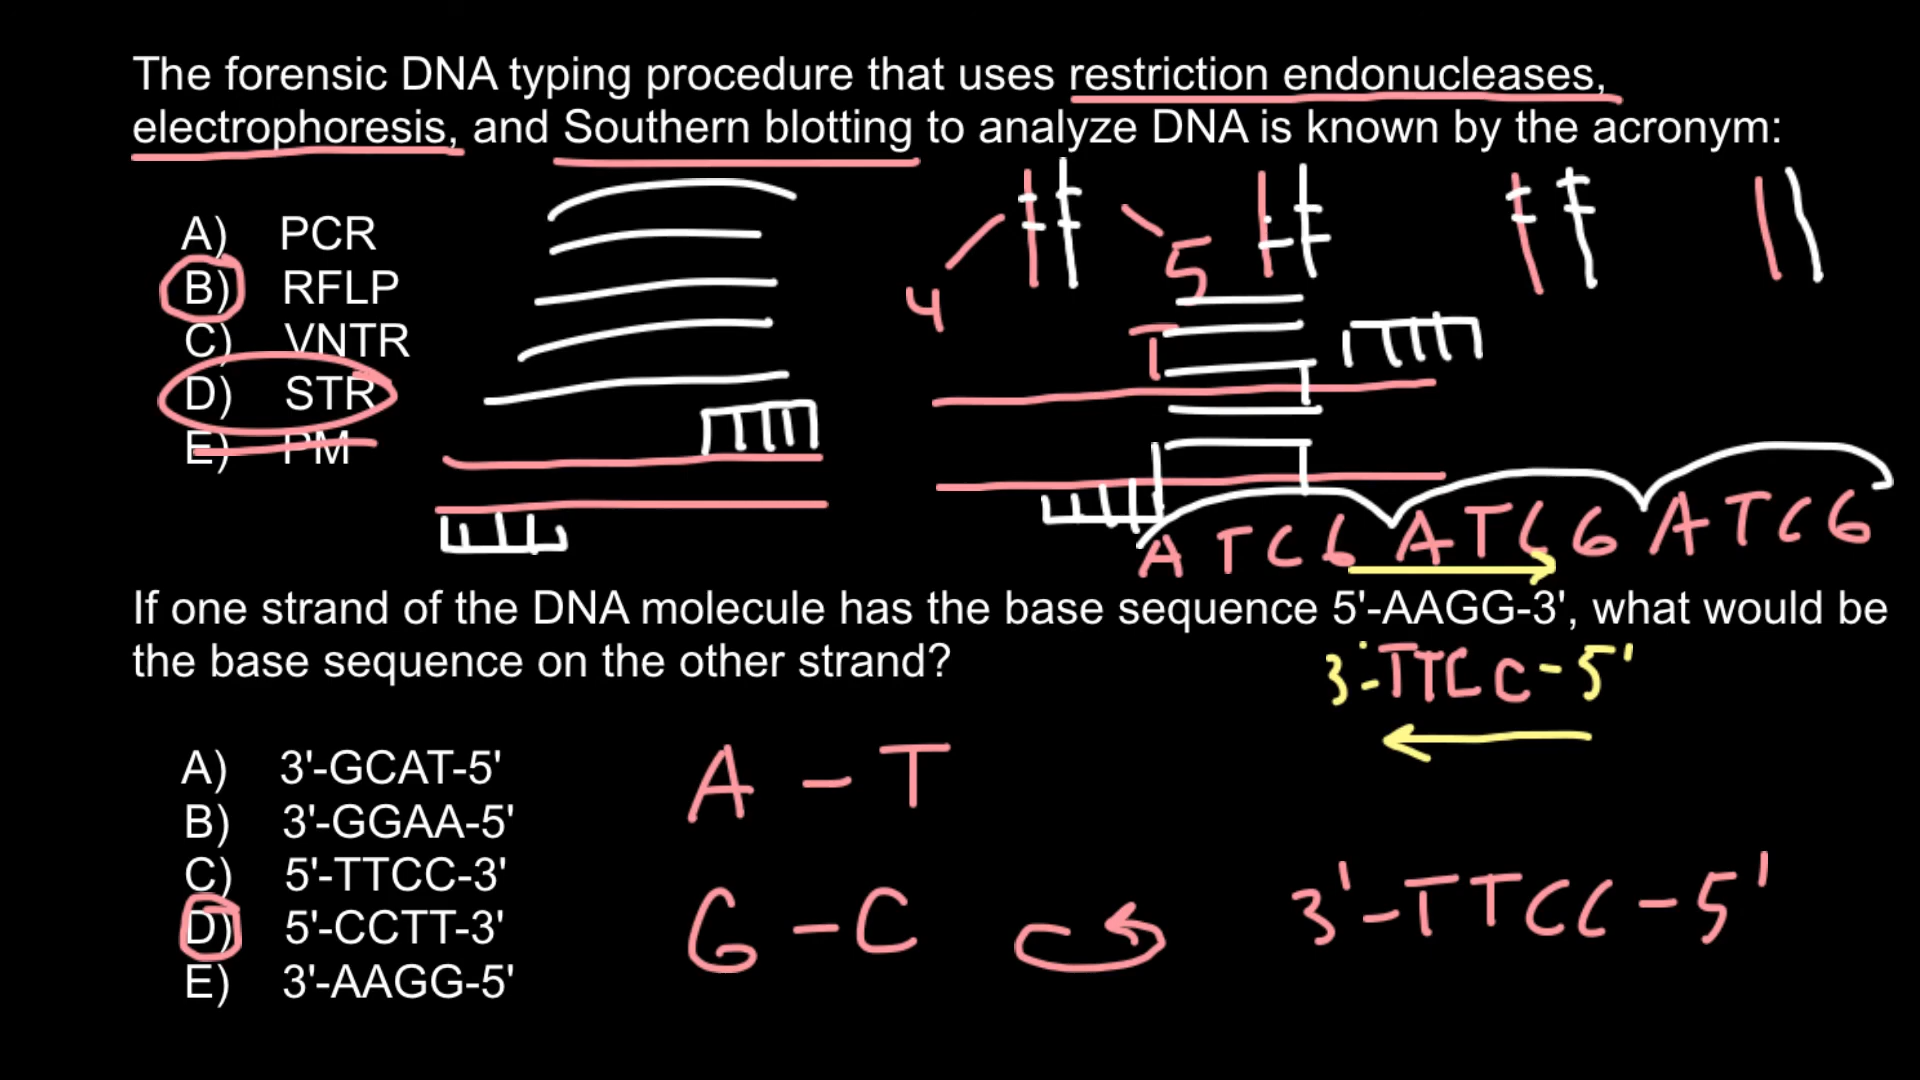 The forensic DNA typing procedure that uses restriction endonucleases,
electrophoresis, and Southern blotting to analyze DNA is known by the acronym:
A) PCR
B) RFLP
C) VNTR
D) STR
E) PM
4
5
T
A T C G A T C G A T C G
If one strand of the DNA molecule has the base sequence 5'-AAGG-3', what would be
the base sequence on the other strand?
3'-TTCC-5'
A) 3'-GCAT-5'
B) 3'-GGAA-5'
C) 5'-TTCC-3'
D) 5'-CCTT-3'
E) 3'-AAGG-5'
A - T
G - C
3'-TTCC-5'